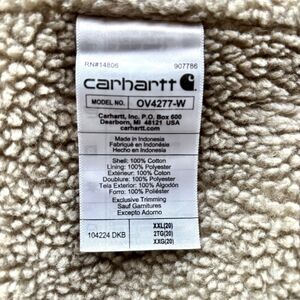 RN#14806 907786
carhartt
MODEL NO. OV4277-W
Carhartt, Inc. P.O. Box 600
Dearborn, MI 48121 USA
carhartt.com
Made in Indonesia
Fabriqué en Indonésie
Hecho en Indonesia
Shell: 100% Cotton
Lining: 100% Polyester
Extérieur: 100% Coton
Doublure: 100% Polyester
Tela Exterior: 100% Algodón
Forro: 100% Polyester
Exclusive Trimming
Sauf Garnitures
Excepto Adorno
XXL(20)
104224 DKB 2TG(20)
XXG(20)